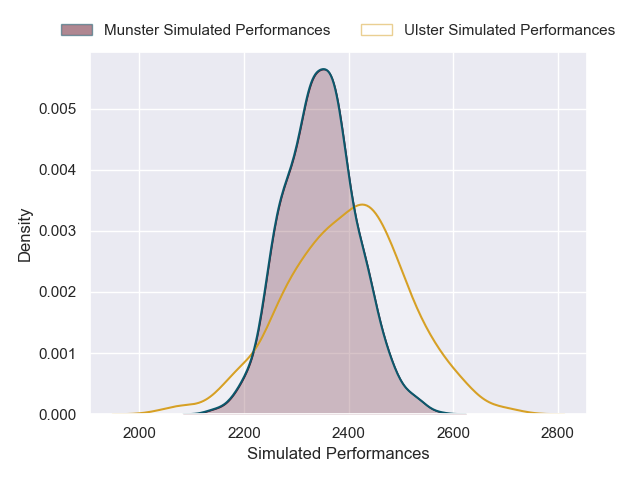 Munster Simulated Performances
Ulster Simulated Performances
0.005
0.004
0.003
0.002
0.001
0.000
Density
2000
2200
2400
2600
2800
Simulated Performances